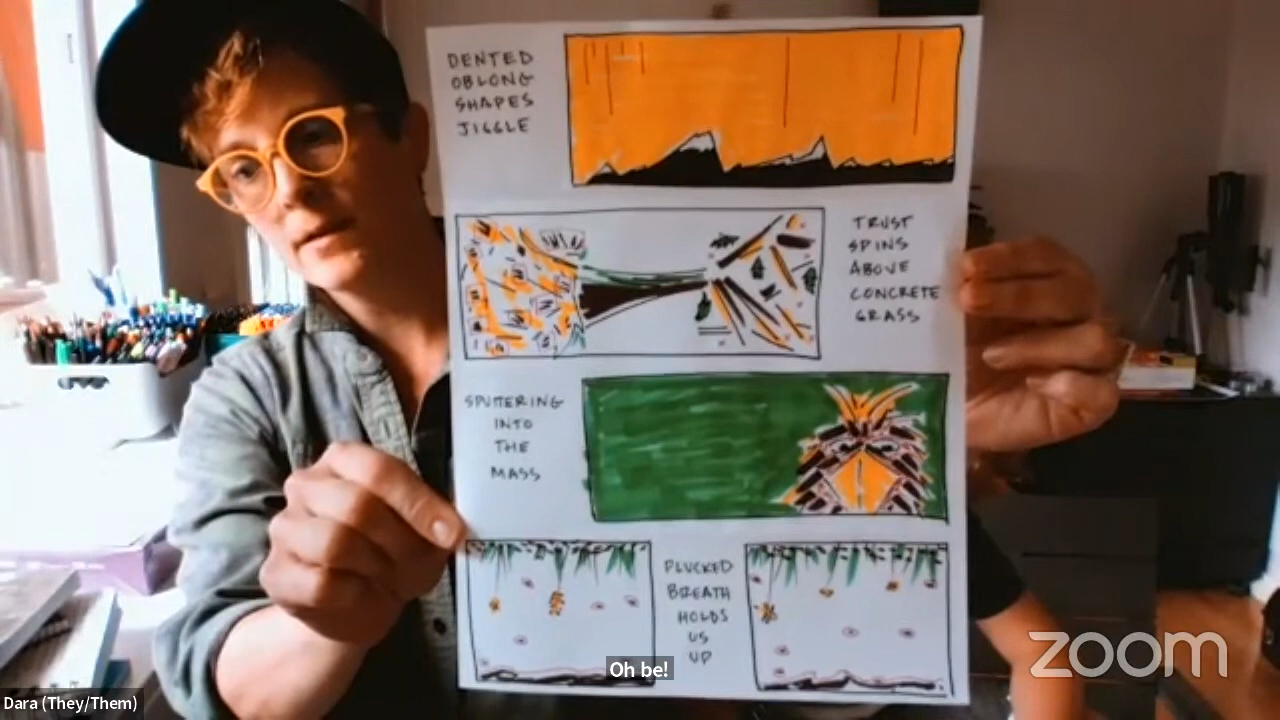 DENTED
OBLONG
SHAPES
JIGGLE
TRUST
SPINS
ABOVE
CONCRETE
GRASS
SPUTTERING
INTO
THE
MASS
PLUCKED
BREATH
HOLDS
US
UP
Oh be!
zoom
Dara (They/Them)